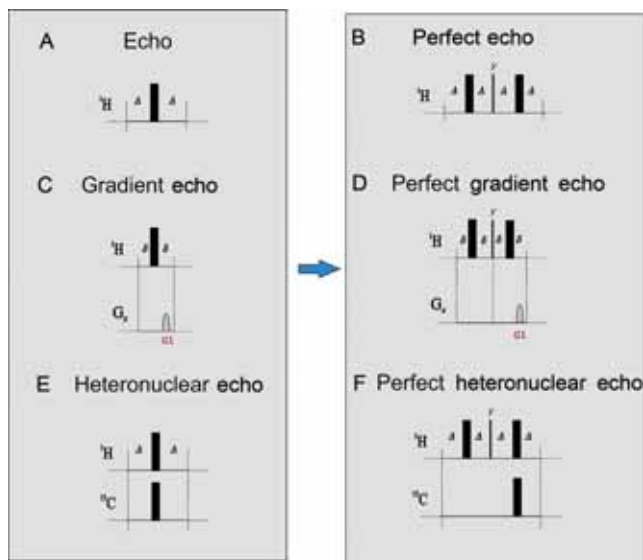 A Echo
¹H Δ Δ
B Perfect echo
y
¹H Δ Δ Δ Δ
C Gradient echo
¹H δ δ
Gz
G1
D Perfect gradient echo
y
¹H δ δ δ δ
Gz
G1
E Heteronuclear echo
¹H Δ Δ
¹³C
F Perfect heteronuclear echo
y
¹H Δ Δ Δ Δ
¹³C